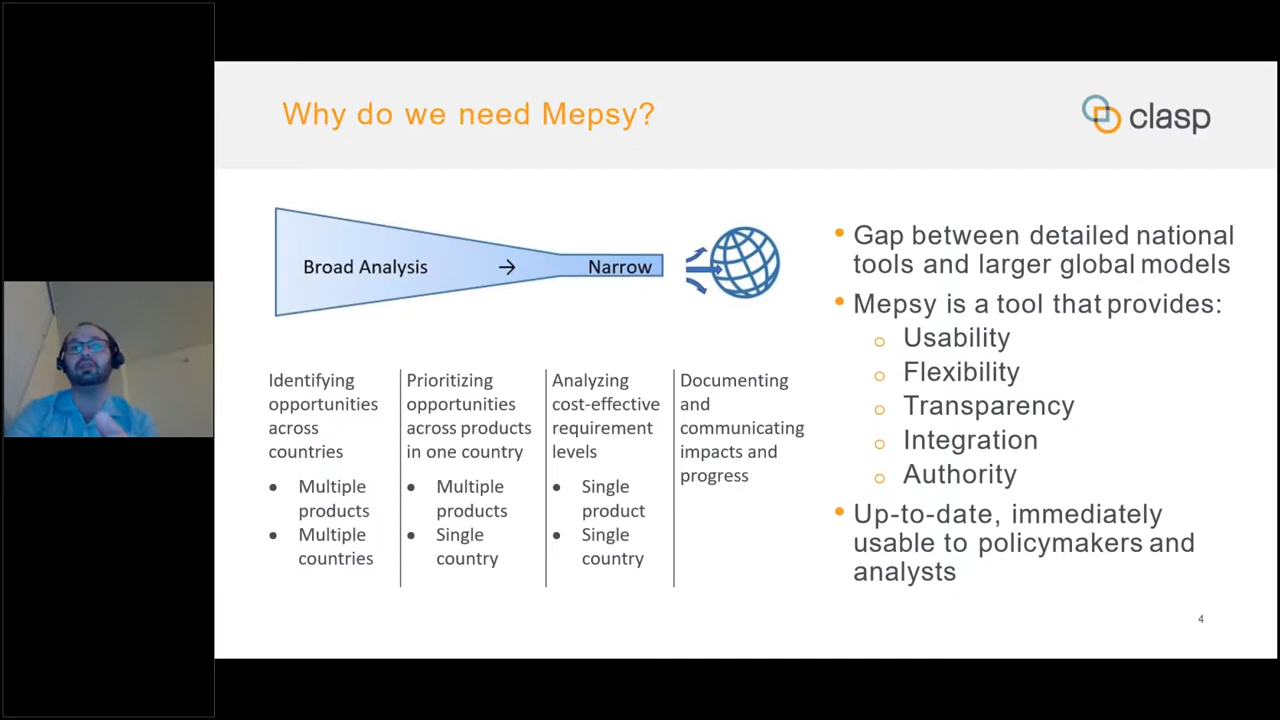 Why do we need Mepsy?
clasp
Broad Analysis → Narrow
Identifying
opportunities
across
countries
● Multiple
products
● Multiple
countries
Prioritizing
opportunities
across products
in one country
● Multiple
products
● Single
country
Analyzing
cost-effective
requirement
levels
● Single
product
● Single
country
Documenting
and
communicating
impacts and
progress
• Gap between detailed national
tools and larger global models
• Mepsy is a tool that provides:
o Usability
o Flexibility
o Transparency
o Integration
o Authority
• Up-to-date, immediately
usable to policymakers and
analysts
4